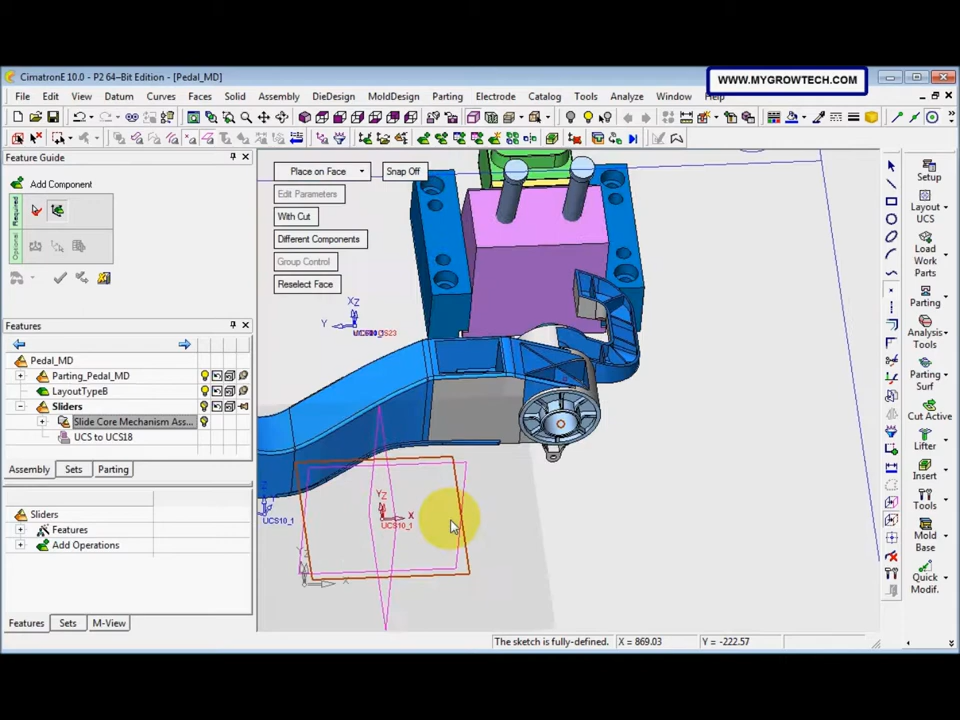 CimatronE 10.0 - P2 64-Bit Edition - [Pedal_MD]
WWW.MYGROWTECH.COM
File Edit View Datum Curves Faces Solid Assembly DieDesign MoldDesign Parting Electrode Catalog Tools Analyze Window Help
Feature Guide
Add Component
Required
Optional
Place on Face
Snap Off
Edit Parameters
With Cut
Different Components
Group Control
Reselect Face
Features
Pedal_MD
Parting_Pedal_MD
LayoutTypeB
Sliders
Slide Core Mechanism Ass...
UCS to UCS18
Assembly Sets Parting
Sliders
Features
Add Operations
Features Sets M-View
X Z
Y
Z
UCS10_1
Y Z
X
UCS10_1
Y
X
Setup
Layout UCS
Load Work Parts
Parting
Analysis Tools
Parting Surf
Cut Active
Lifter
Insert
Tools
Mold Base
Quick Modif.
The sketch is fully-defined. X = 869.03 Y = -222.57